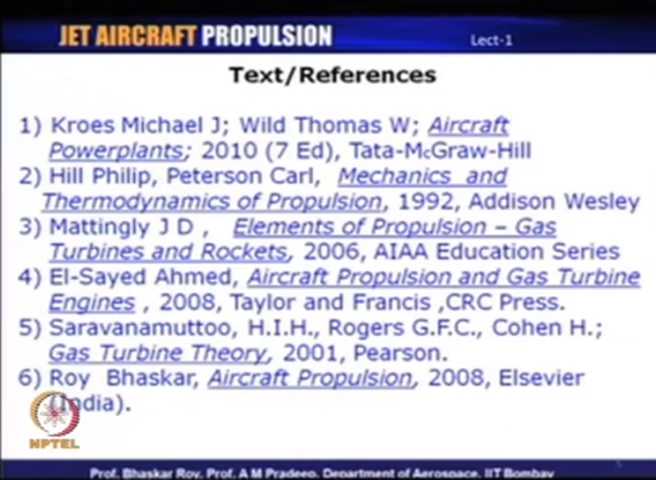 JET AIRCRAFT PROPULSION Lect-1
Text/References
1) Kroes Michael J; Wild Thomas W; Aircraft
Powerplants; 2010 (7 Ed), Tata-McGraw-Hill
2) Hill Philip, Peterson Carl, Mechanics and
Thermodynamics of Propulsion, 1992, Addison Wesley
3) Mattingly J D , Elements of Propulsion – Gas
Turbines and Rockets, 2006, AIAA Education Series
4) El-Sayed Ahmed, Aircraft Propulsion and Gas Turbine
Engines , 2008, Taylor and Francis ,CRC Press.
5) Saravanamuttoo, H.I.H., Rogers G.F.C., Cohen H.;
Gas Turbine Theory, 2001, Pearson.
6) Roy Bhaskar, Aircraft Propulsion, 2008, Elsevier
(India).
NPTEL
5
Prof. Bhaskar Roy, Prof. A M Pradeep, Department of Aerospace, IIT Bombay